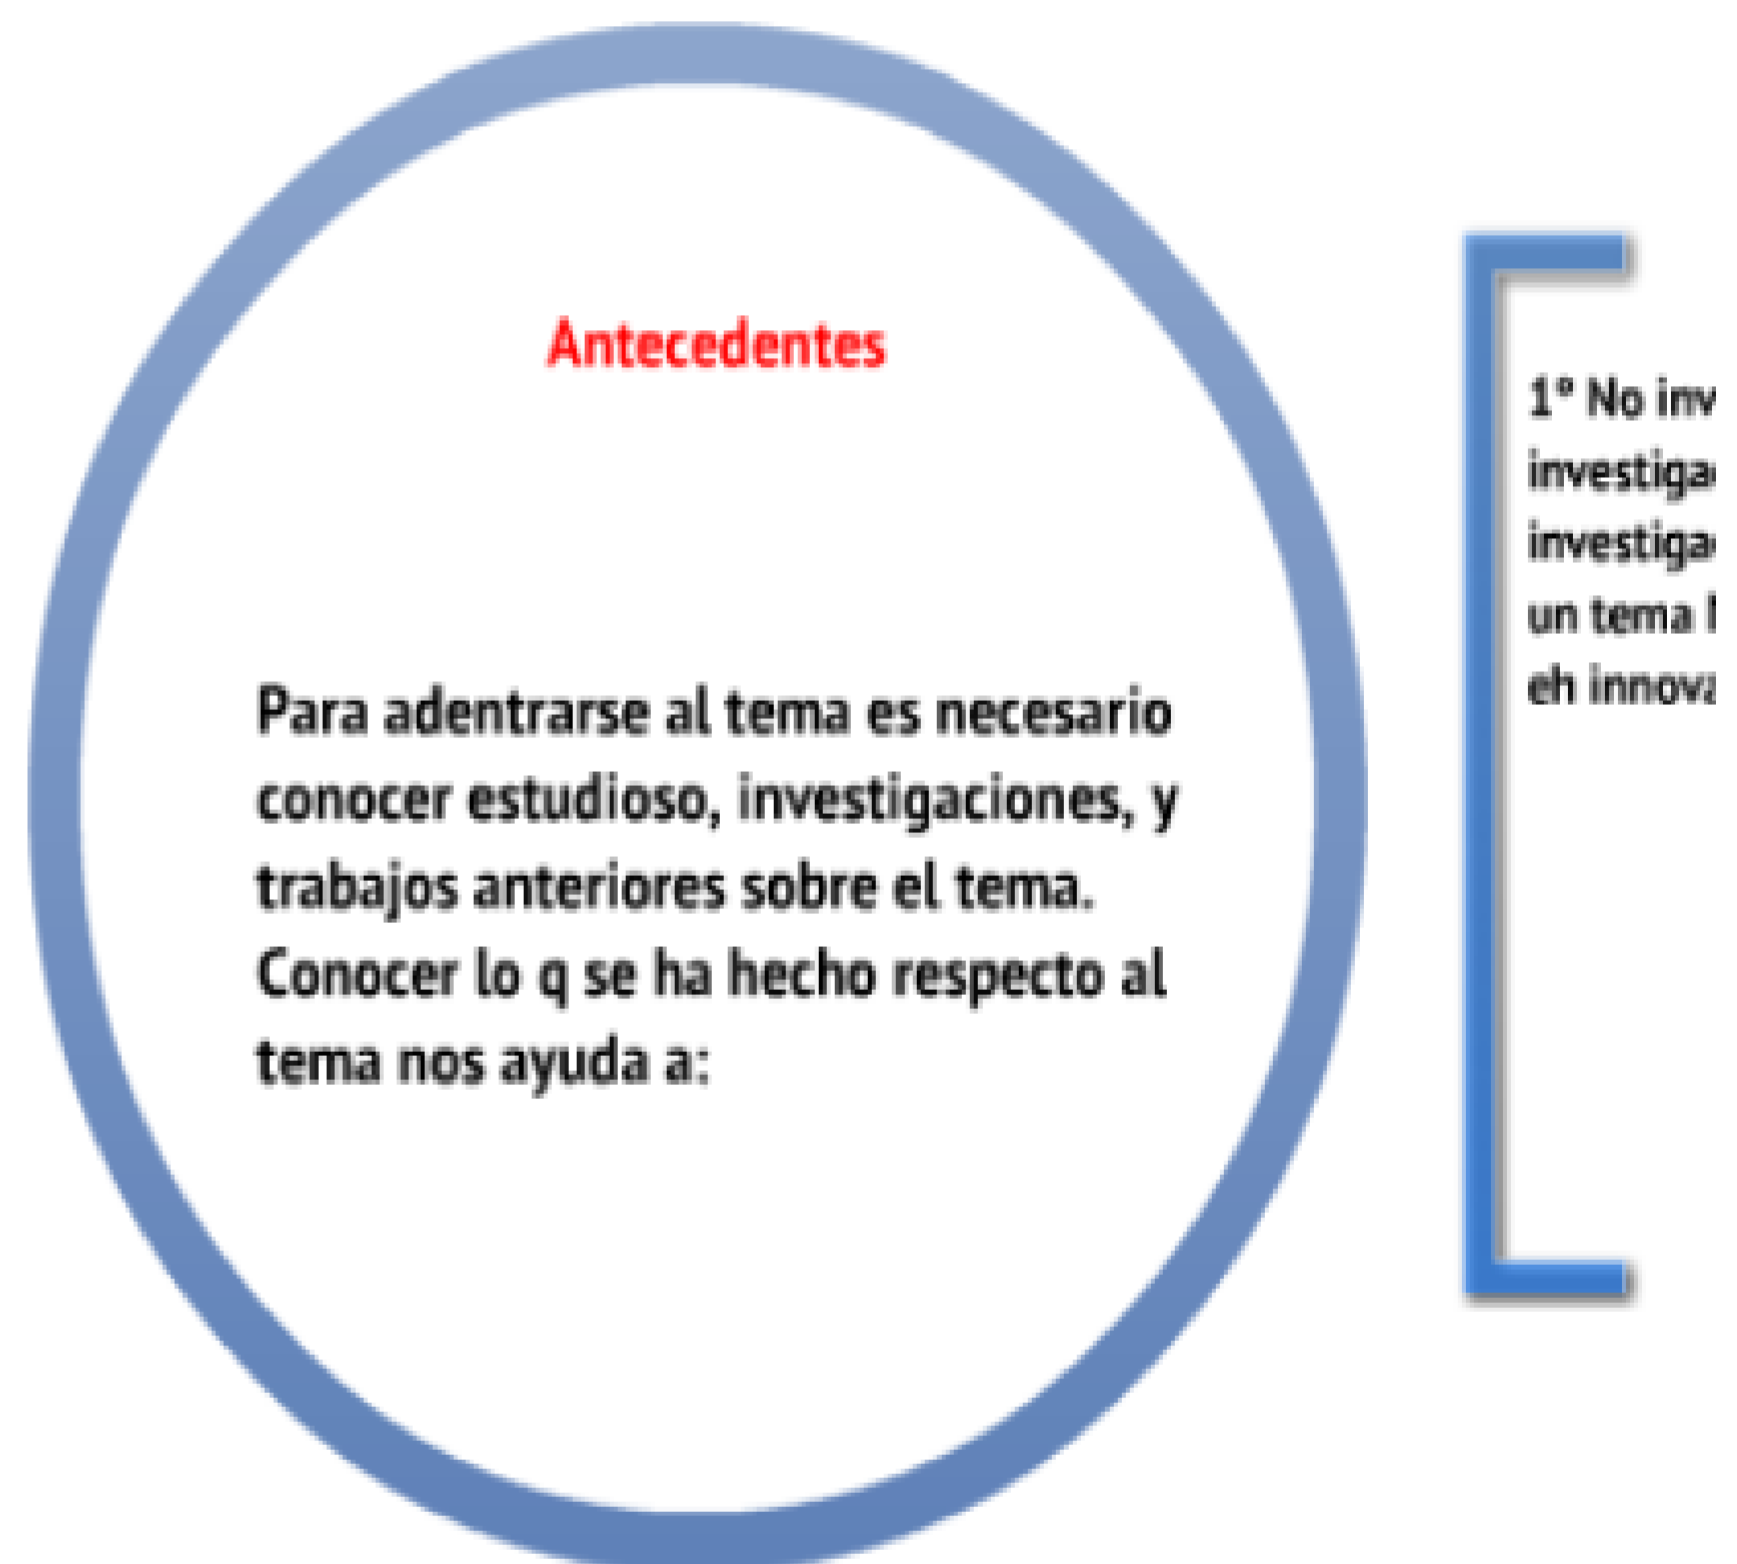 Antecedentes
Para adentrarse al tema es necesario
conocer estudioso, investigaciones, y
trabajos anteriores sobre el tema.
Conocer lo q se ha hecho respecto al
tema nos ayuda a:
1° No
un tema
eh